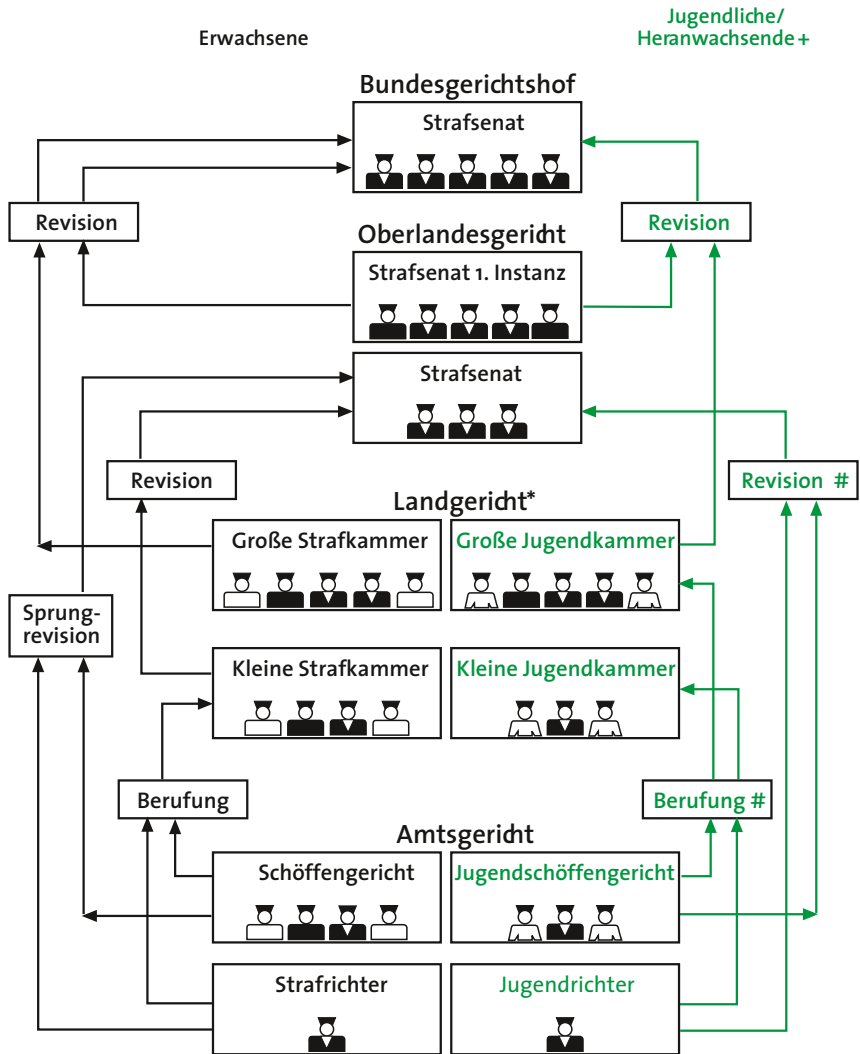 Erwachsene
Jugendliche/
Heranwachsende+
Bundesgerichtshof
Strafsenat
Revision
Revision
Oberlandesgericht
Strafsenat 1. Instanz
Strafsenat
Revision
Revision #
Landgericht*
Große Strafkammer
Große Jugendkammer
Sprung-
revision
Kleine Strafkammer
Kleine Jugendkammer
Berufung
Berufung #
Amtsgericht
Schöffengericht
Jugendschöffengericht
Strafrichter
Jugendrichter